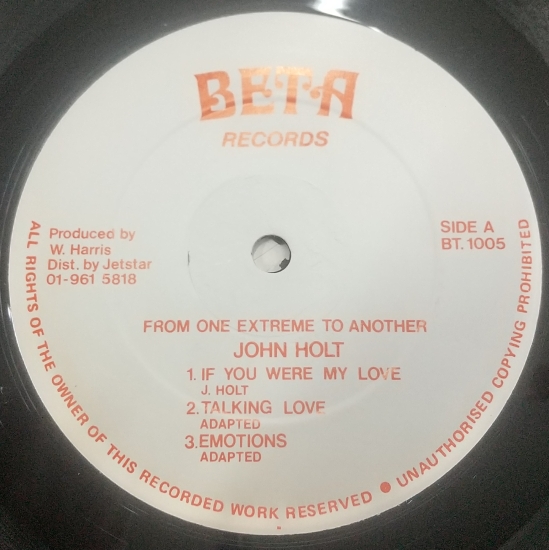 BETA
RECORDS
Produced by
W. Harris
Dist. by Jetstar
01-961 5818
SIDE A
BT. 1005
FROM ONE EXTREME TO ANOTHER
JOHN HOLT
1. IF YOU WERE MY LOVE
J. HOLT
2. TALKING LOVE
ADAPTED
3. EMOTIONS
ADAPTED
ALL RIGHTS OF THE OWNER OF THIS RECORDED WORK RESERVED ● UNAUTHORISED COPYING PROHIBITED